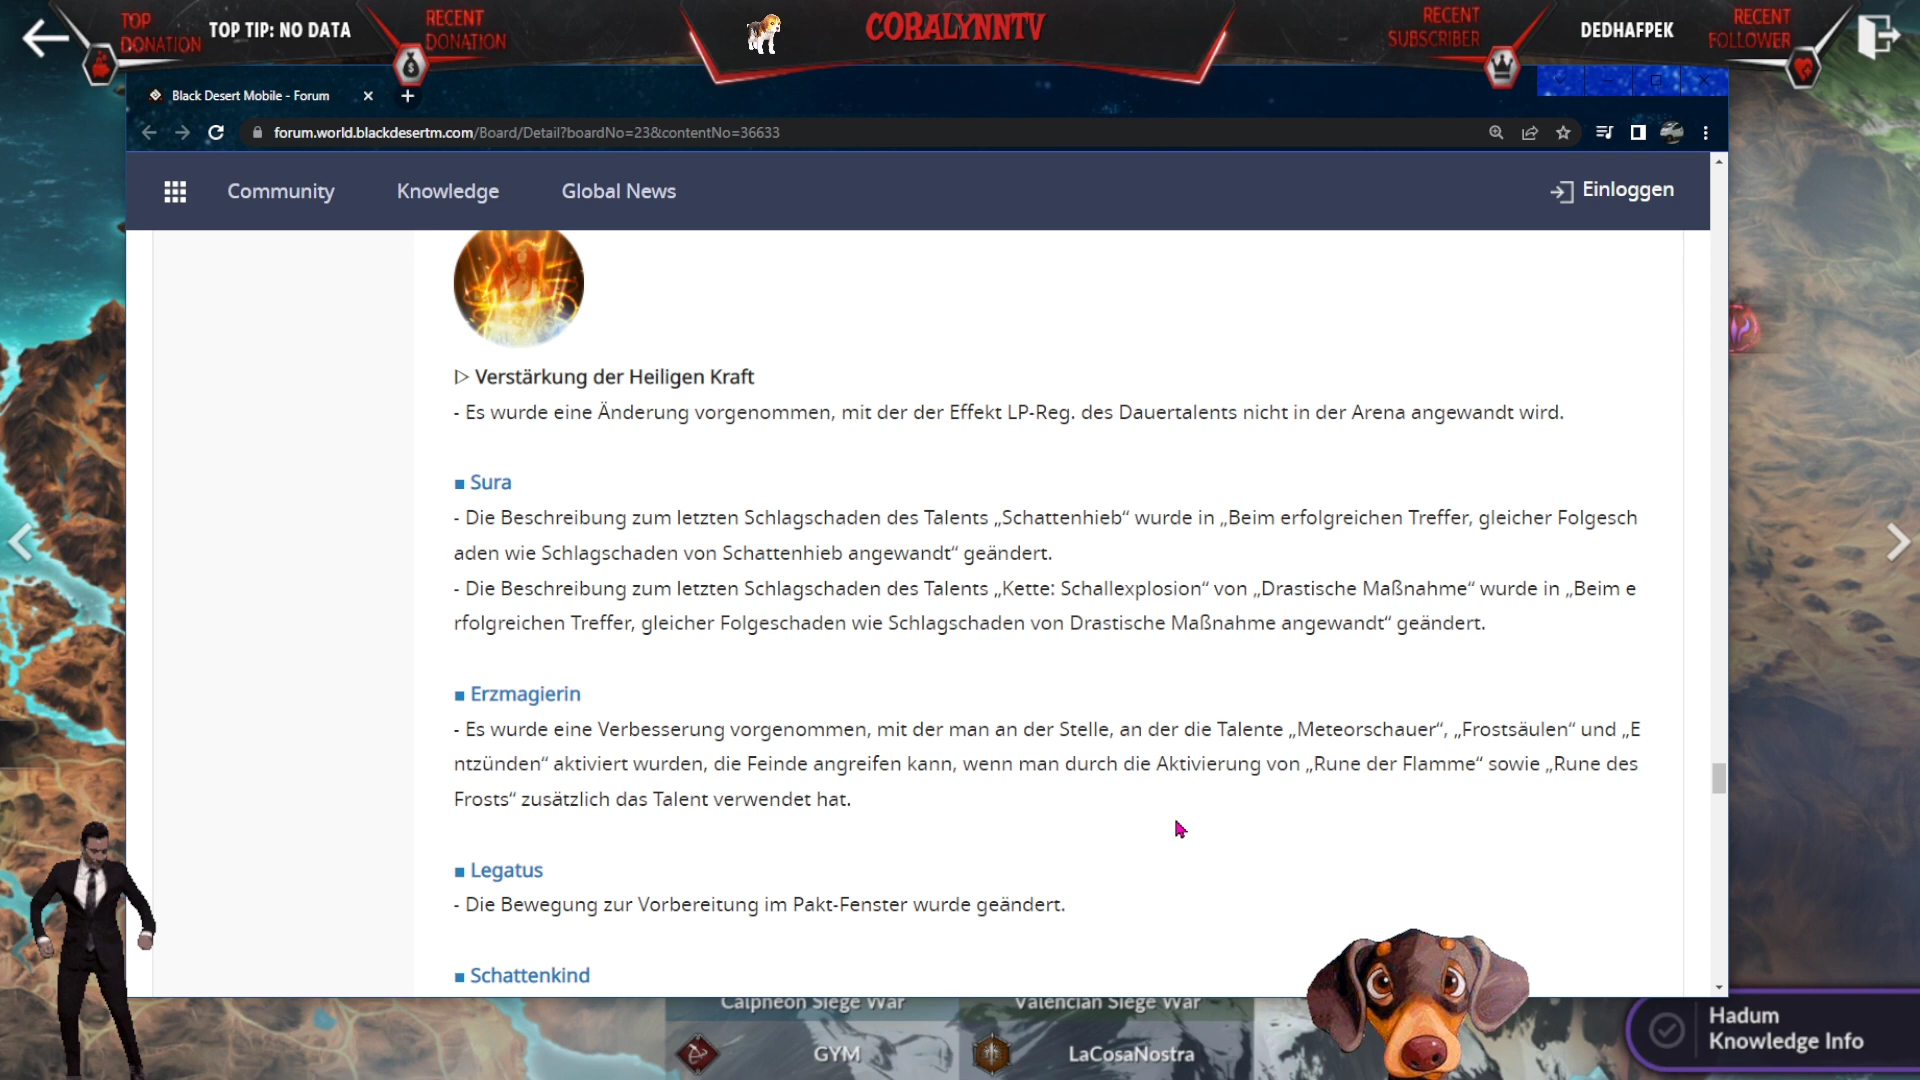 TOP DONATION
TOP TIP: NO DATA
RECENT DONATION
CORALYNNTV
RECENT SUBSCRIBER
DEDHAFPEK
RECENT FOLLOWER
Black Desert Mobile - Forum
forum.world.blackdesertm.com/Board/Detail?boardNo=23&contentNo=36633
Community Knowledge Global News Einloggen
▷ Verstärkung der Heiligen Kraft
- Es wurde eine Änderung vorgenommen, mit der der Effekt LP-Reg. des Dauertalents nicht in der Arena angewandt wird.
■ Sura
- Die Beschreibung zum letzten Schlagschaden des Talents „Schattenhieb“ wurde in „Beim erfolgreichen Treffer, gleicher Folgesch
aden wie Schlagschaden von Schattenhieb angewandt“ geändert.
- Die Beschreibung zum letzten Schlagschaden des Talents „Kette: Schallexplosion“ von „Drastische Maßnahme“ wurde in „Beim e
rfolgreichen Treffer, gleicher Folgeschaden wie Schlagschaden von Drastische Maßnahme angewandt“ geändert.
■ Erzmagierin
- Es wurde eine Verbesserung vorgenommen, mit der man an der Stelle, an der die Talente „Meteorschauer“, „Frostsäulen“ und „E
ntzünden“ aktiviert wurden, die Feinde angreifen kann, wenn man durch die Aktivierung von „Rune der Flamme“ sowie „Rune des
Frosts“ zusätzlich das Talent verwendet hat.
■ Legatus
- Die Bewegung zur Vorbereitung im Pakt-Fenster wurde geändert.
■ Schattenkind
Calpheon Siege War
Valencian Siege War
GYM
LaCosaNostra
Hadum
Knowledge Info